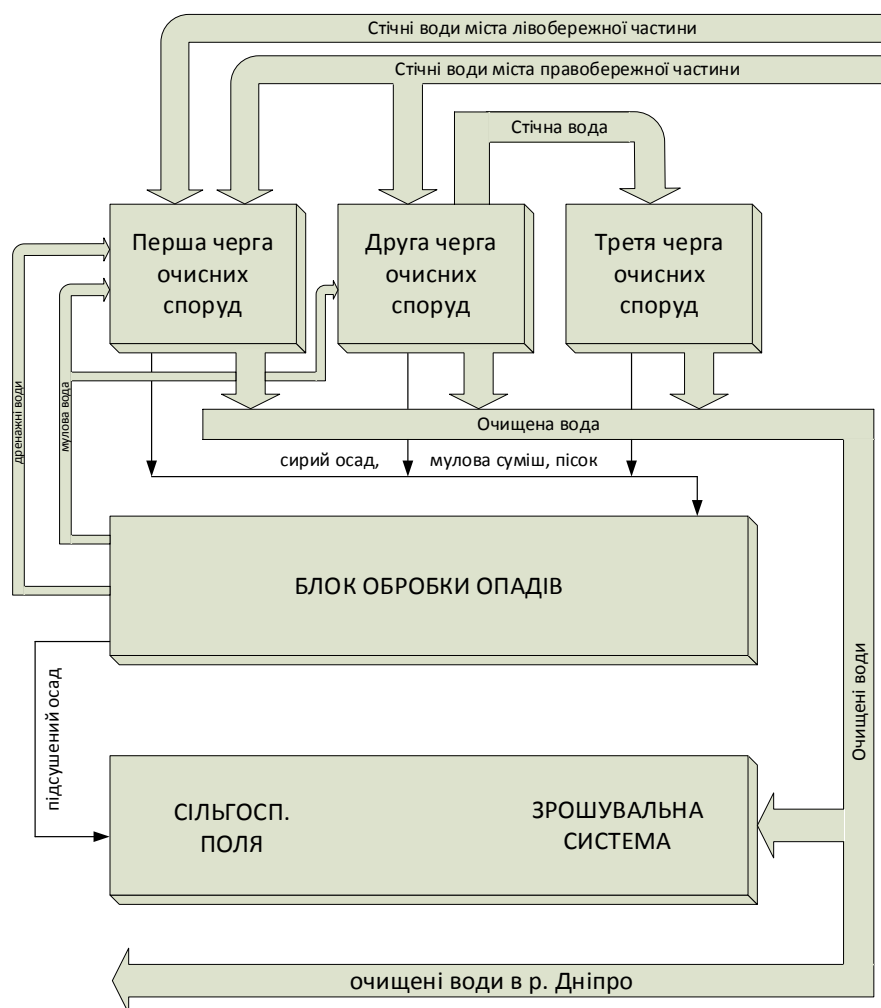 Стічні води міста лівобережної частини
Стічні води міста правобережної частини
Стічна вода
Перша черга
очисних
споруд
Друга черга
очисних
споруд
Третя черга
очисних
споруд
дренажні води
мулова вода
Очищена вода
сирий осад, мулова суміш, пісок
БЛОК ОБРОБКИ ОПАДІВ
підсушений осад
Очищені води
СІЛЬГОСП.
ПОЛЯ
ЗРОШУВАЛЬНА
СИСТЕМА
очищені води в р. Дніпро